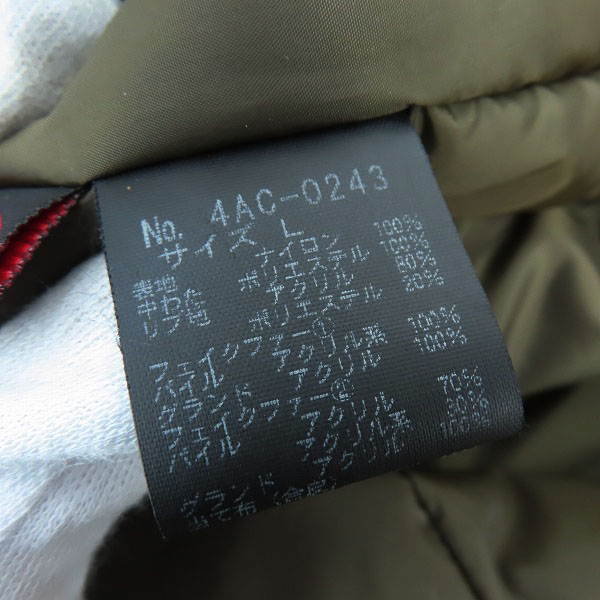 No. 4AC-0243
サイズ L
表地 ナイロン 100%
中わた ポリエステル 100%
リブ地 アクリル 80%
ポリエステル 20%
フェイクファー①
パイル アクリル系 100%
グランド アクリル 100%
フェイクファー②
パイル アクリル 70%
アクリル系 30%
グランド アクリル 100%
当て布